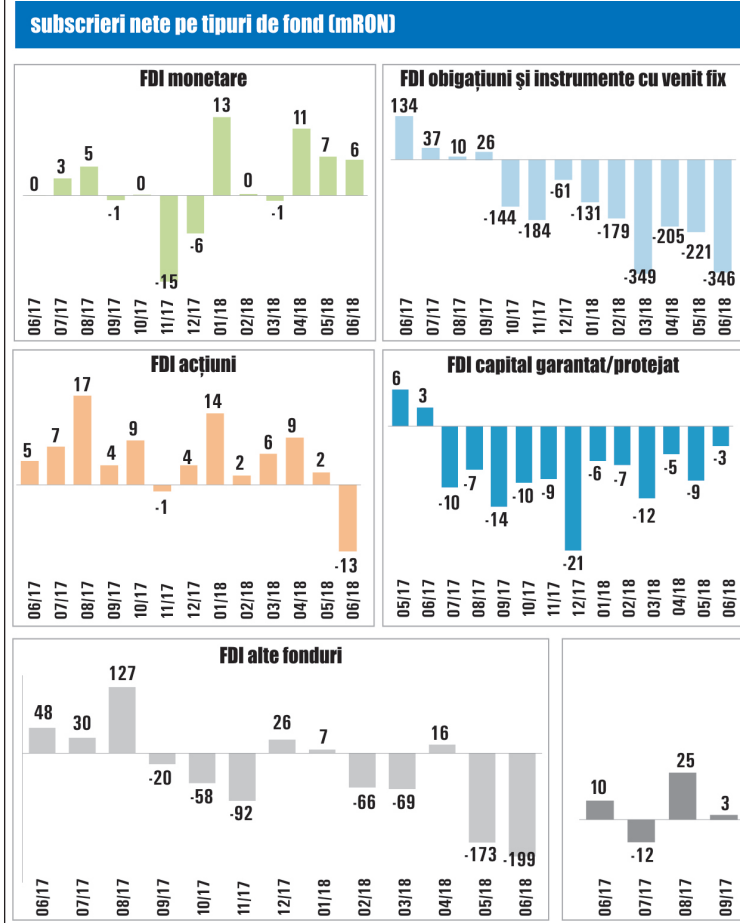 subscrieri nete pe tipuri de fond (mRON)
FDI monetare
0 3 5 -1 0 -15 -6 13 0 -1 11 7 6
06/17 07/17 08/17 09/17 10/17 11/17 12/17 01/18 02/18 03/18 04/18 05/18 06/18
FDI obigațiuni și instrumente cu venit fix
134 37 10 26 -144 -184 -61 -131 -179 -349 -205 -221 -346
06/17 07/17 08/17 09/17 10/17 11/17 12/17 01/18 02/18 03/18 04/18 05/18 06/18
FDI acțiuni
5 7 17 4 9 -1 4 14 2 6 9 2 -13
06/17 07/17 08/17 09/17 10/17 11/17 12/17 01/18 02/18 03/18 04/18 05/18 06/18
FDI capital garantat/protejat
6 3 -10 -7 -14 -10 -9 -21 -6 -7 -12 -5 -9 -3
05/17 06/17 07/17 08/17 09/17 10/17 11/17 12/17 01/18 02/18 03/18 04/18 05/18 06/18
FDI alte fonduri
48 30 127 -20 -58 -92 26 7 -66 -69 16 -173 -199
06/17 07/17 08/17 09/17 10/17 11/17 12/17 01/18 02/18 03/18 04/18 05/18 06/18
10 -12 25 3
06/17 07/17 08/17 09/17